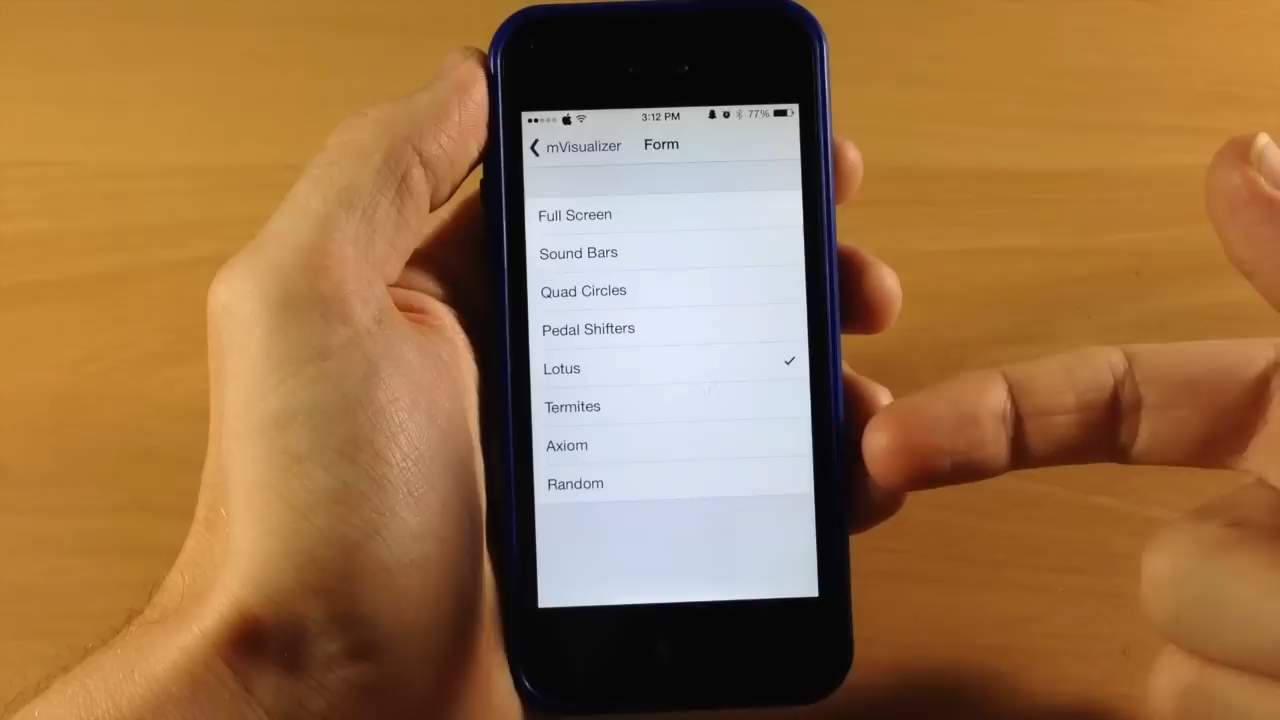 3:12 PM 77%
mVisualizer Form
Full Screen
Sound Bars
Quad Circles
Pedal Shifters
Lotus
Termites
Axiom
Random